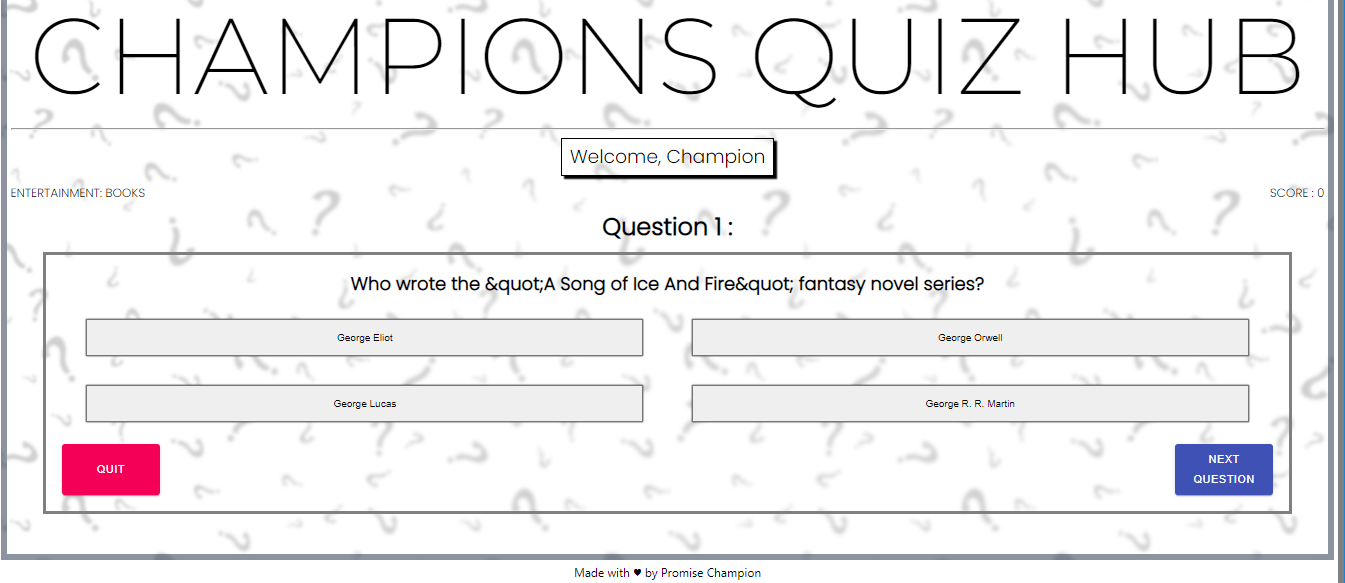 CHAMPIONS QUIZ HUB
Welcome, Champion
ENTERTAINMENT: BOOKS
SCORE : 0
Question 1 :
Who wrote the &quot;A Song of Ice And Fire&quot; fantasy novel series?
George Eliot
George Orwell
George Lucas
George R. R. Martin
QUIT
NEXT
QUESTION
Made with ♥ by Promise Champion